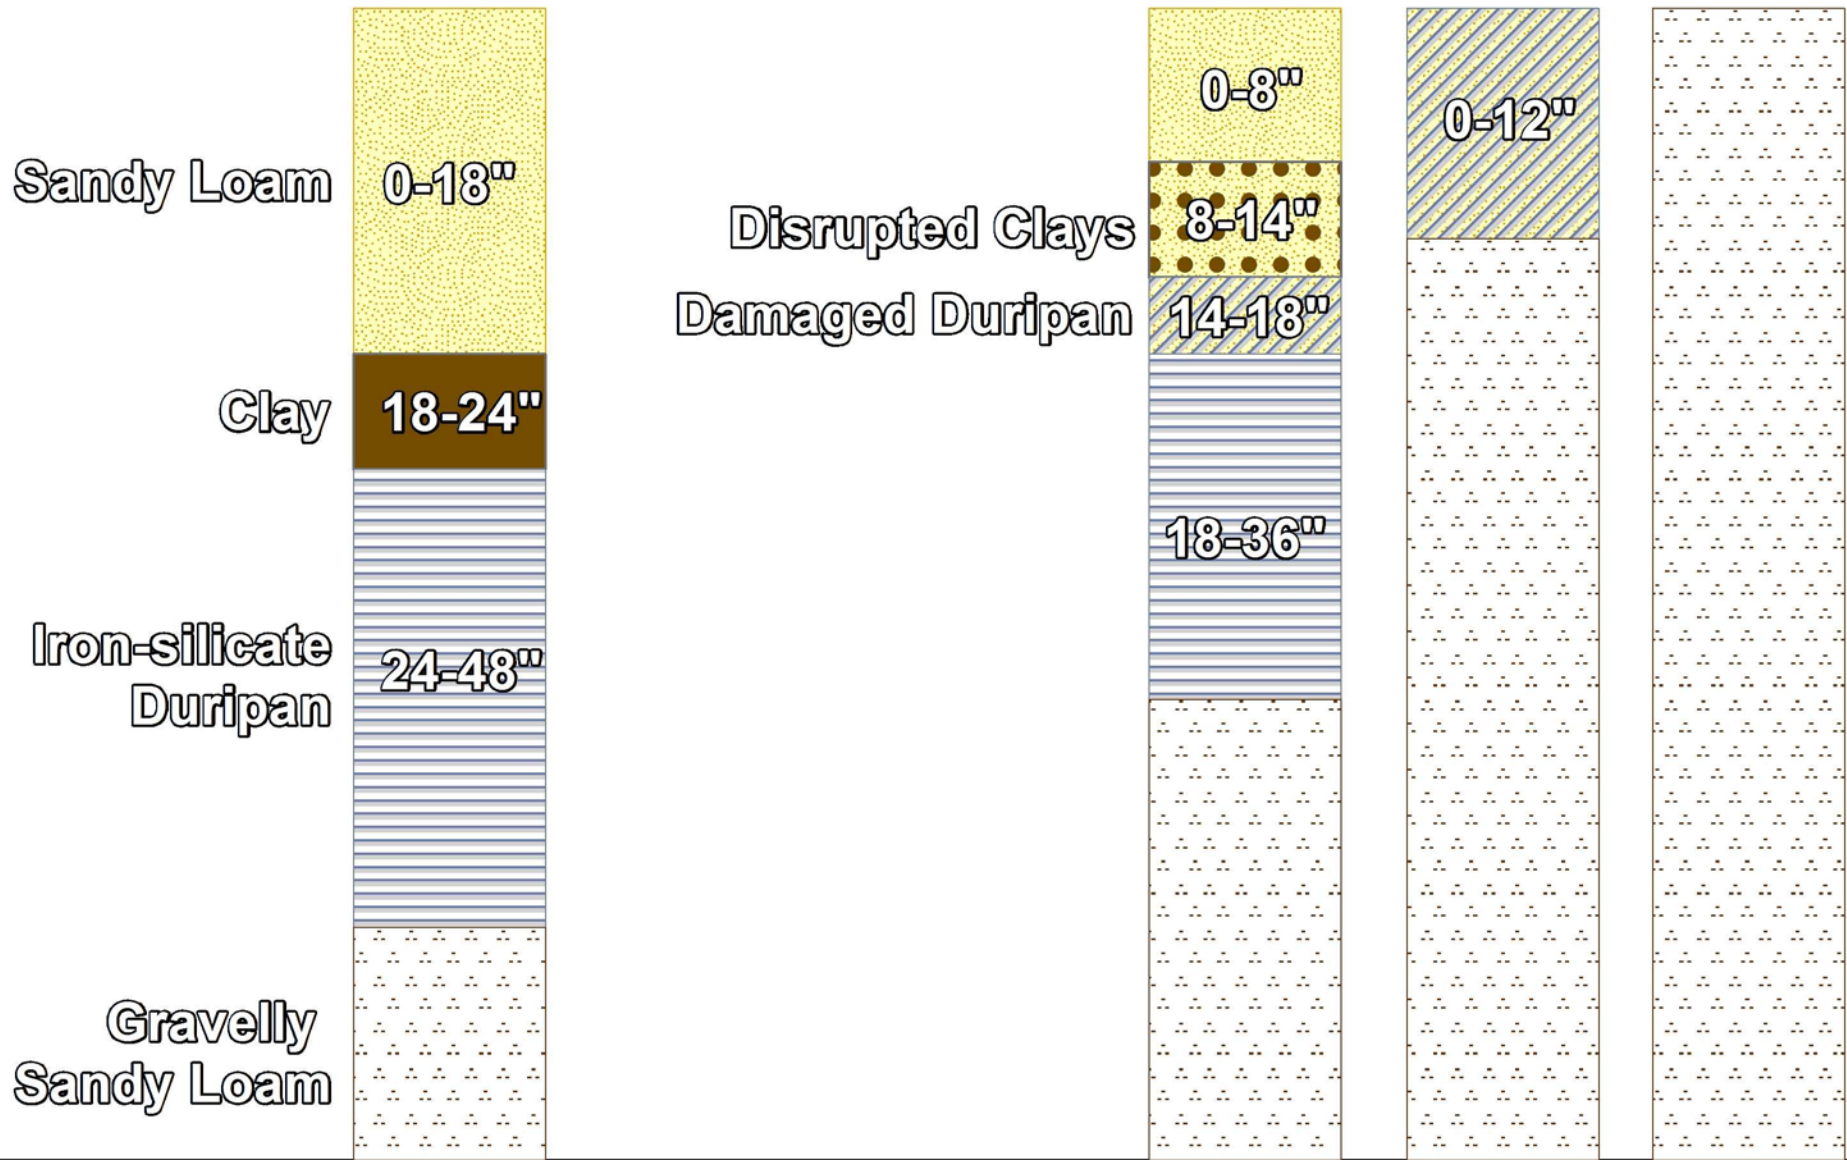 Sandy Loam
0-18"
Clay
18-24"
Iron-silicate
Duripan
24-48"
Gravelly
Sandy Loam
0-8"
Disrupted Clays
8-14"
Damaged Duripan
14-18"
18-36"
0-12"